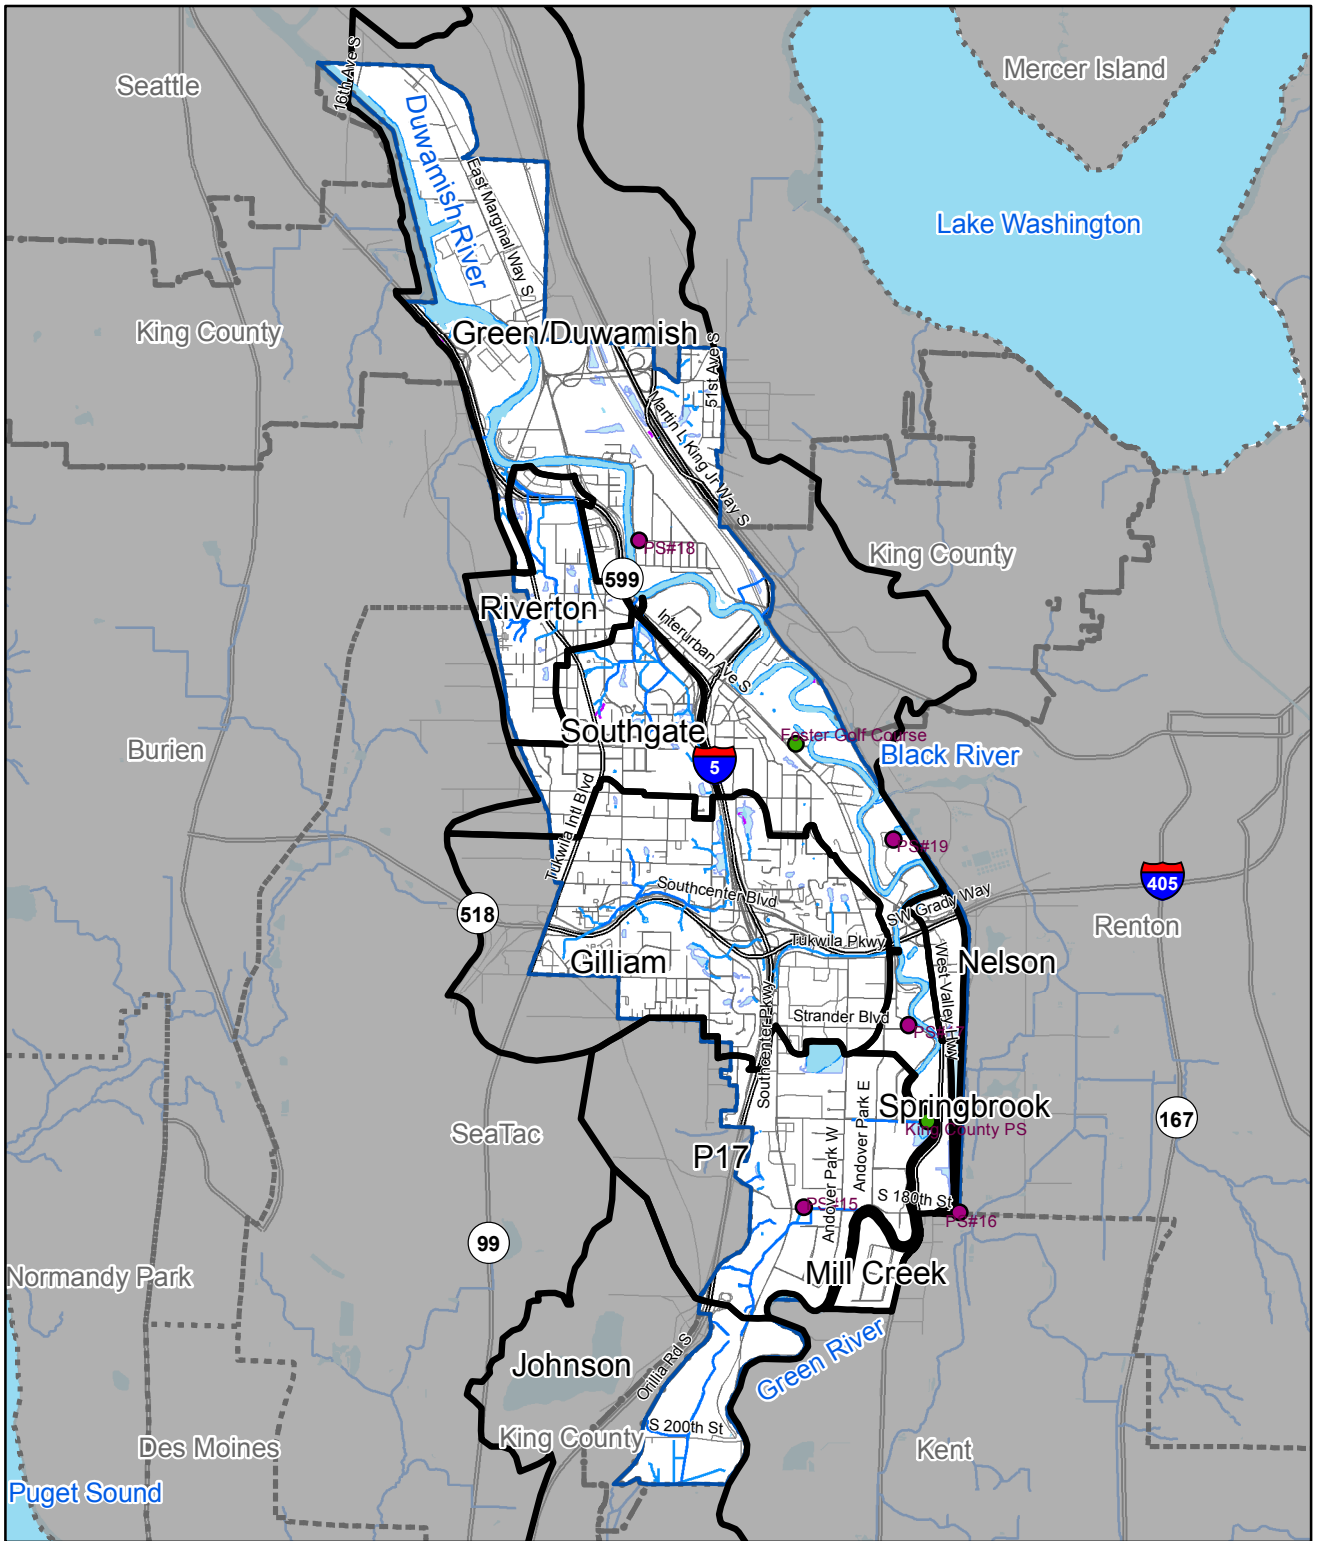 Mercer Island
Seattle
16th Ave S
Duwamish River
East Marginal Way S
Lake Washington
King County
Green/Duwamish
51st Ave S
Martin L King Jr Way S
PS#18
King County
599
Riverton
Interurban Ave S
Southgate
Foster Golf Course
Burien
Black River
5
Tukwila Intl Blvd
PS#19
405
Southcenter Blvd
SW Grady Way
518
Renton
Tukwila Pkwy
Gilliam
Nelson
West Valley Hwy
Southcenter Pkwy
Strander Blvd
PS#17
Andover Park E
Springbrook
King County PS
167
SeaTac
P17
Andover Park W
S 180th St
PS#15
PS#16
99
Normandy Park
Mill Creek
Green River
Johnson
Orillia Rd S
S 200th St
King County
Des Moines
Kent
Puget Sound